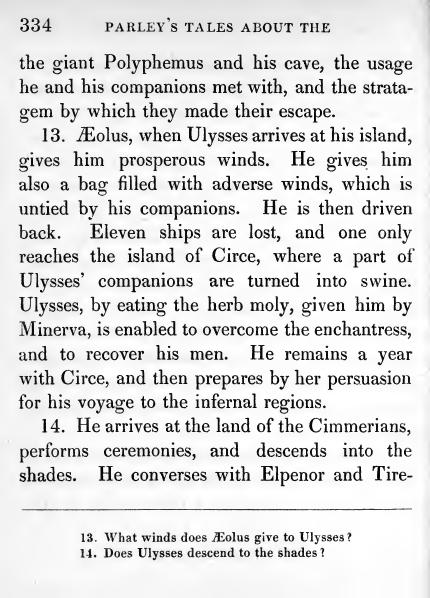 334 PARLEY'S TALES ABOUT THE
the giant Polyphemus and his cave, the usage
he and his companions met with, and the strata-
gem by which they made their escape.
13. Æolus, when Ulysses arrives at his island,
gives him prosperous winds. He gives him
also a bag filled with adverse winds, which is
untied by his companions. He is then driven
back. Eleven ships are lost, and one only
reaches the island of Circe, where a part of
Ulysses' companions are turned into swine.
Ulysses, by eating the herb moly, given him by
Minerva, is enabled to overcome the enchantress,
and to recover his men. He remains a year
with Circe, and then prepares by her persuasion
for his voyage to the infernal regions.
14. He arrives at the land of the Cimmerians,
performs ceremonies, and descends into the
shades. He converses with Elpenor and Tire-
13. What winds does Æolus give to Ulysses?
14. Does Ulysses descend to the shades?